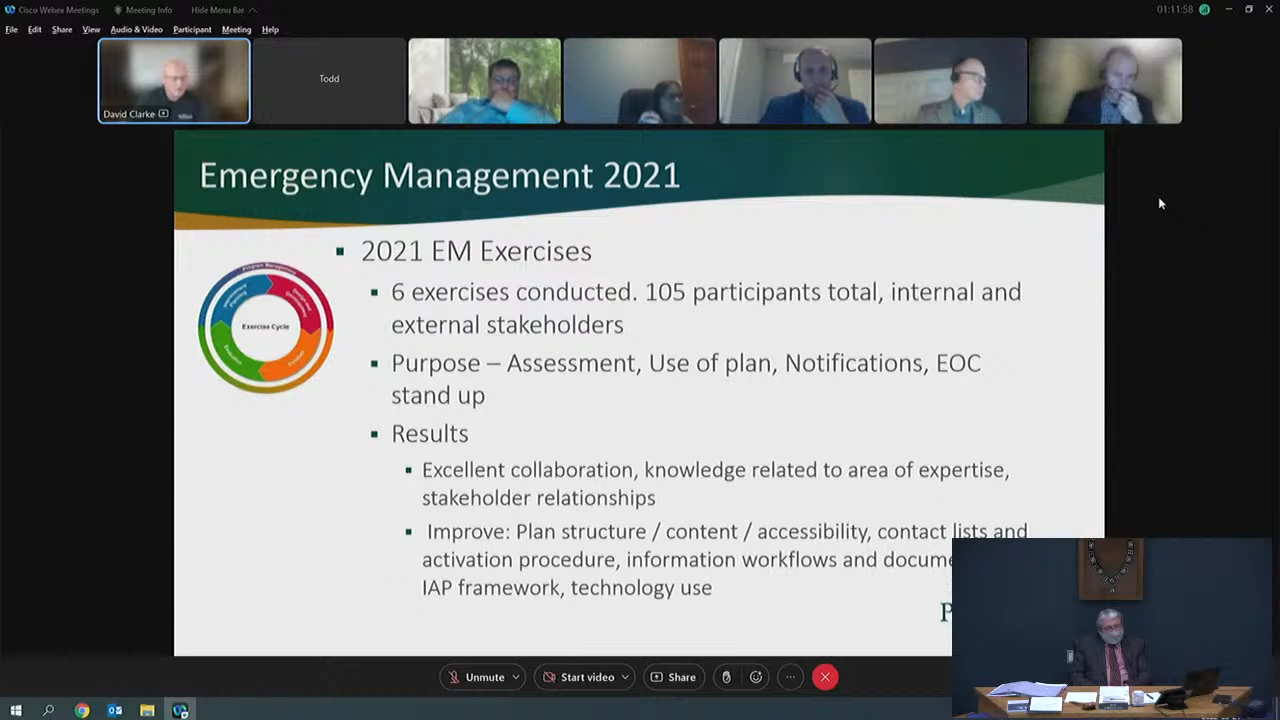 Cisco Webex Meetings
Meeting Info
Hide Menu Bar
01:11:58
File Edit Share View Audio & Video Participant Meeting Help
David Clarke
Todd
Emergency Management 2021
2021 EM Exercises
6 exercises conducted. 105 participants total, internal and
external stakeholders
Purpose – Assessment, Use of plan, Notifications, EOC
stand up
Results
Excellent collaboration, knowledge related to area of expertise,
stakeholder relationships
Improve: Plan structure / content / accessibility, contact lists and
activation procedure, information workflows and docume
IAP framework, technology use
Program Management
Exercise Cycle
Unmute
Start video
Share